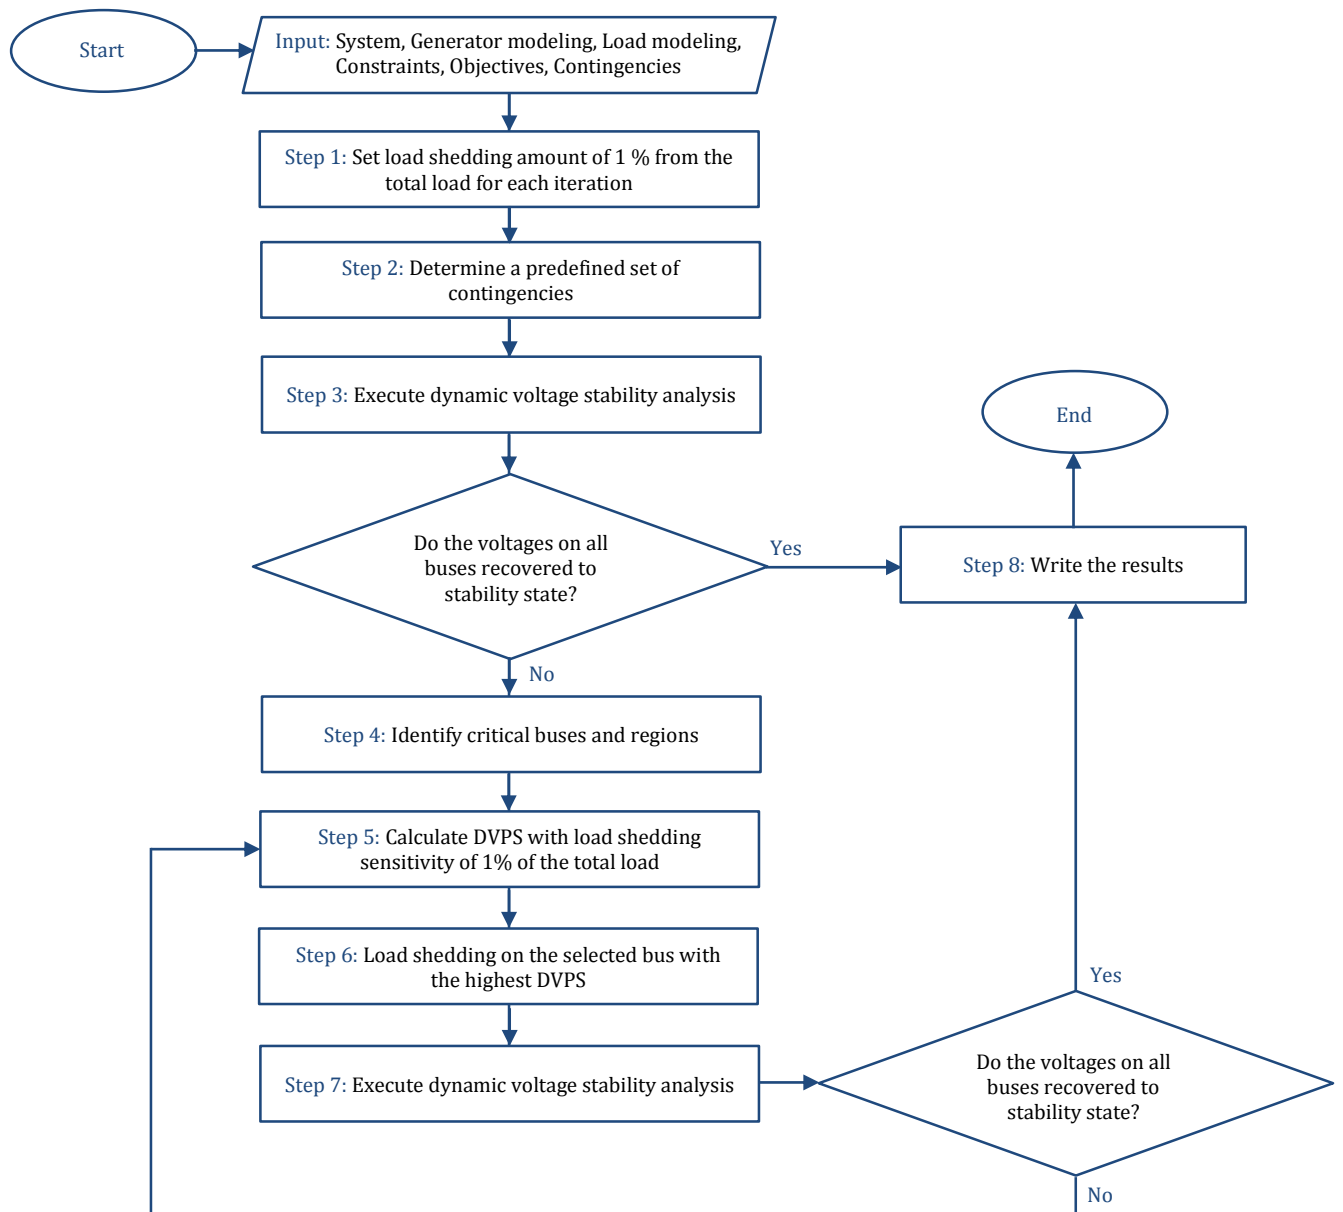 Start
Input: System, Generator modeling, Load modeling,
Constraints, Objectives, Contingencies
Step 1: Set load shedding amount of 1 % from the
total load for each iteration
Step 2: Determine a predefined set of
contingencies
Step 3: Execute dynamic voltage stability analysis
End
Do the voltages on all
buses recovered to
stability state?
Yes
Step 8: Write the results
No
Step 4: Identify critical buses and regions
Step 5: Calculate DVPS with load shedding
sensitivity of 1% of the total load
Step 6: Load shedding on the selected bus with
the highest DVPS
Yes
Step 7: Execute dynamic voltage stability analysis
Do the voltages on all
buses recovered to
stability state?
No